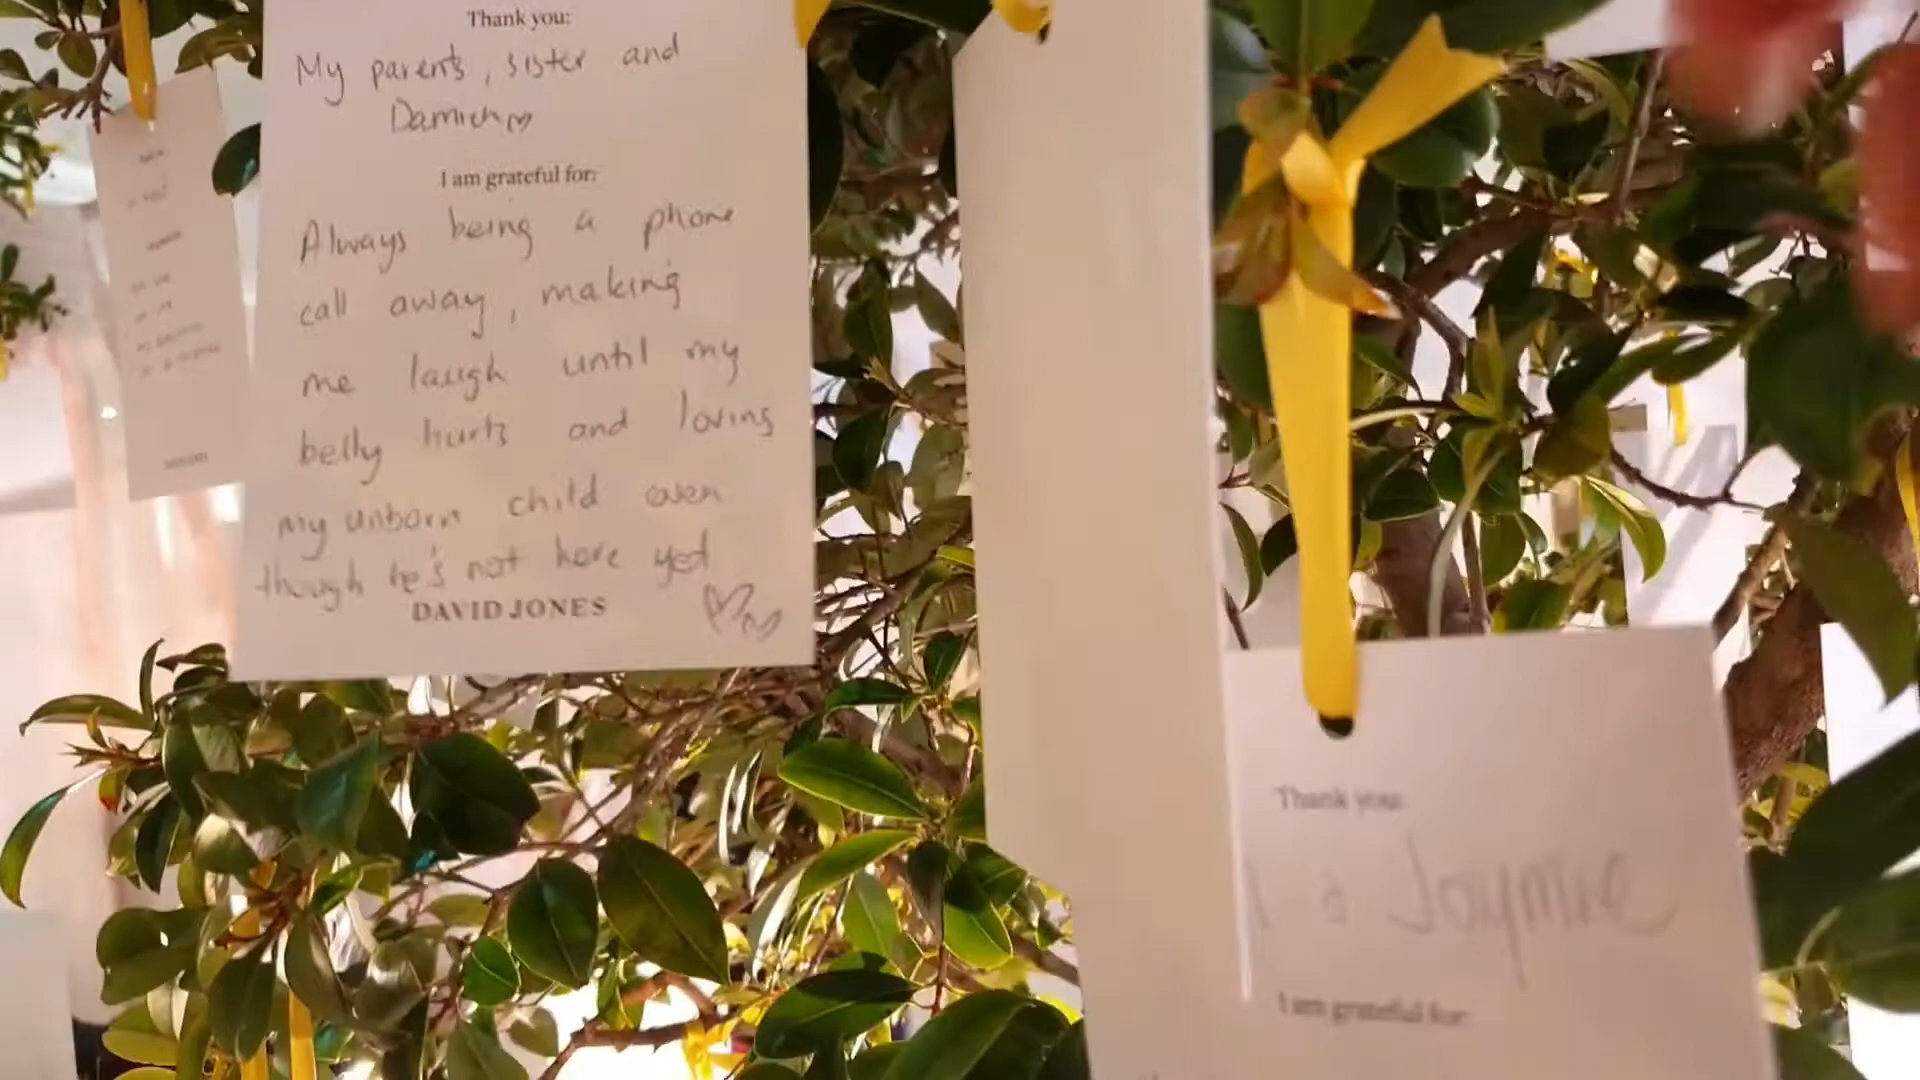 Thank you:
My parents, sister and
I am grateful for:
Always being a phone
call away, making
me laugh until my
belly hurts and loving
my unborn child even
though he's not here yet
DAVID JONES
Thank you:
Jaymie
I am grateful for: